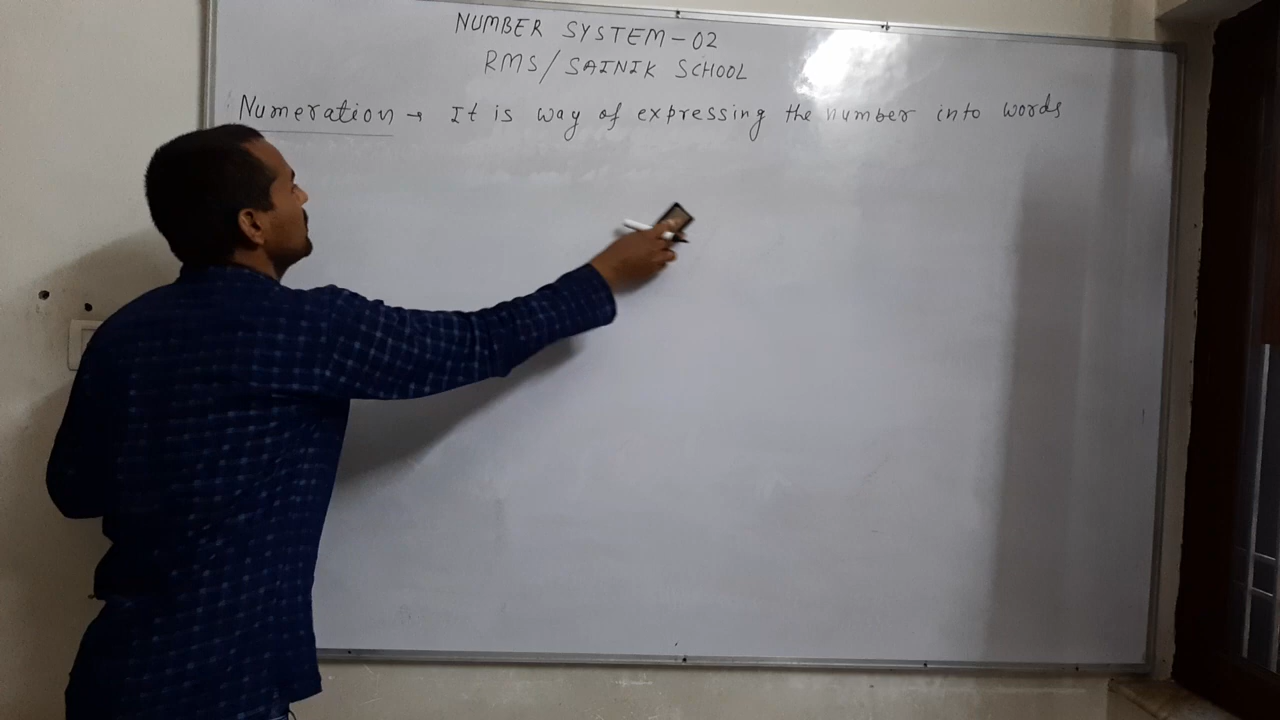 NUMBER SYSTEM-02
RMS/SAINIK SCHOOL
Numeration → It is way of expressing the number into words